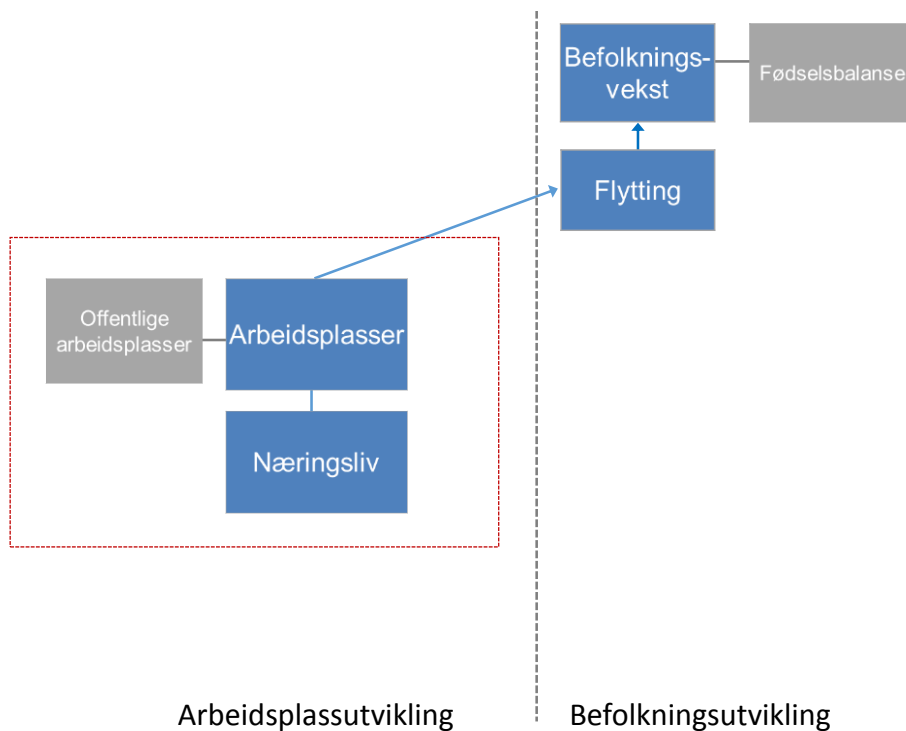 Befolknings-
vekst
Fødselsbalanse
Flytting
Offentlige
arbeidsplasser
Arbeidsplasser
Næringsliv
Arbeidsplassutvikling
Befolkningsutvikling